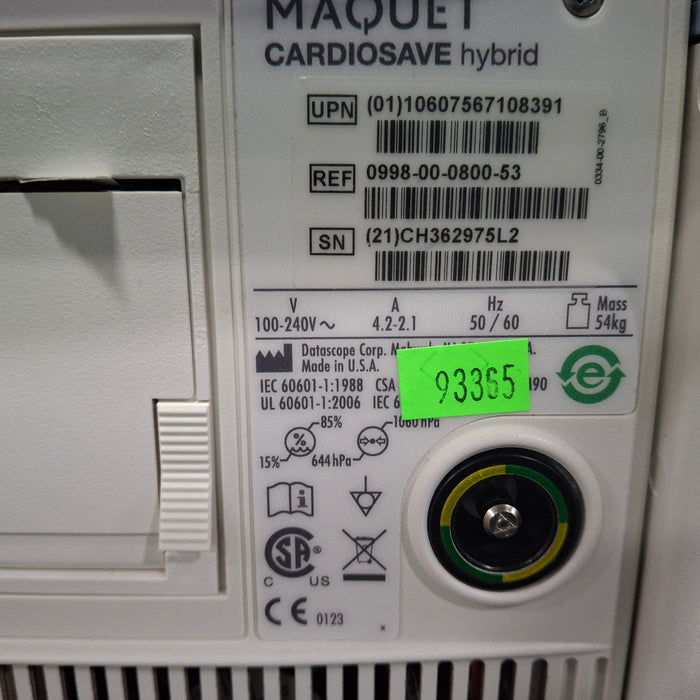 MAQUET
CARDIOSAVE hybrid
UPN (01)10607567108391
REF 0998-00-0800-53
SN (21)CH362975L2
0334-00-2796_B
V A Hz Mass
100-240V~ 4.2-2.1 50 / 60 54kg
Datascope Corp.
Made in U.S.A.
IEC 60601-1:1988 CSA
UL 60601-1:2006 IEC
93365
e
85% 1060 hPa
%
15% 644 hPa
i
CSA ®
C US
CE 0123
x